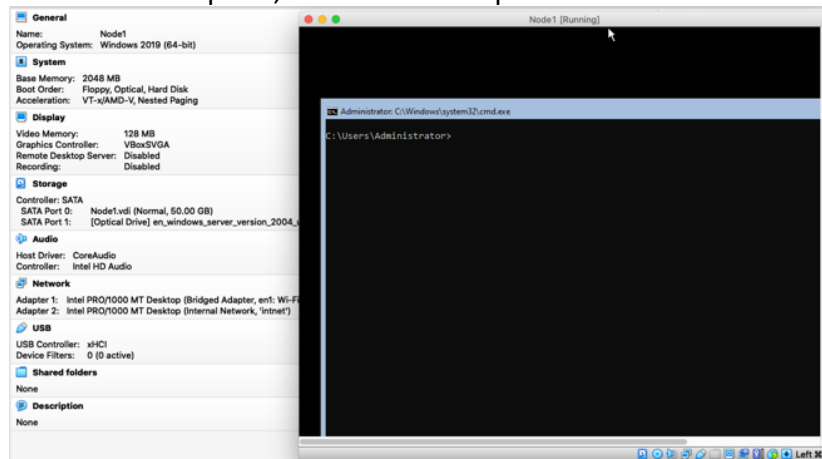 General
Name: Node1
Operating System: Windows 2019 (64-bit)
System
Base Memory: 2048 MB
Boot Order: Floppy, Optical, Hard Disk
Acceleration: VT-x/AMD-V, Nested Paging
Display
Video Memory: 128 MB
Graphics Controller: VBoxSVGA
Remote Desktop Server: Disabled
Recording: Disabled
Storage
Controller: SATA
SATA Port 0: Node1.vdi (Normal, 50.00 GB)
SATA Port 1: [Optical Drive] en_windows_server_version_2004_
Audio
Host Driver: CoreAudio
Controller: Intel HD Audio
Network
Adapter 1: Intel PRO/1000 MT Desktop (Bridged Adapter, en1: Wi-Fi
Adapter 2: Intel PRO/1000 MT Desktop (Internal Network, 'intnet')
USB
USB Controller: xHCI
Device Filters: 0 (0 active)
Shared folders
None
Description
None
Node1 [Running]
Administrator: C:\Windows\system32\cmd.exe
C:\Users\Administrator>
Left ⌘